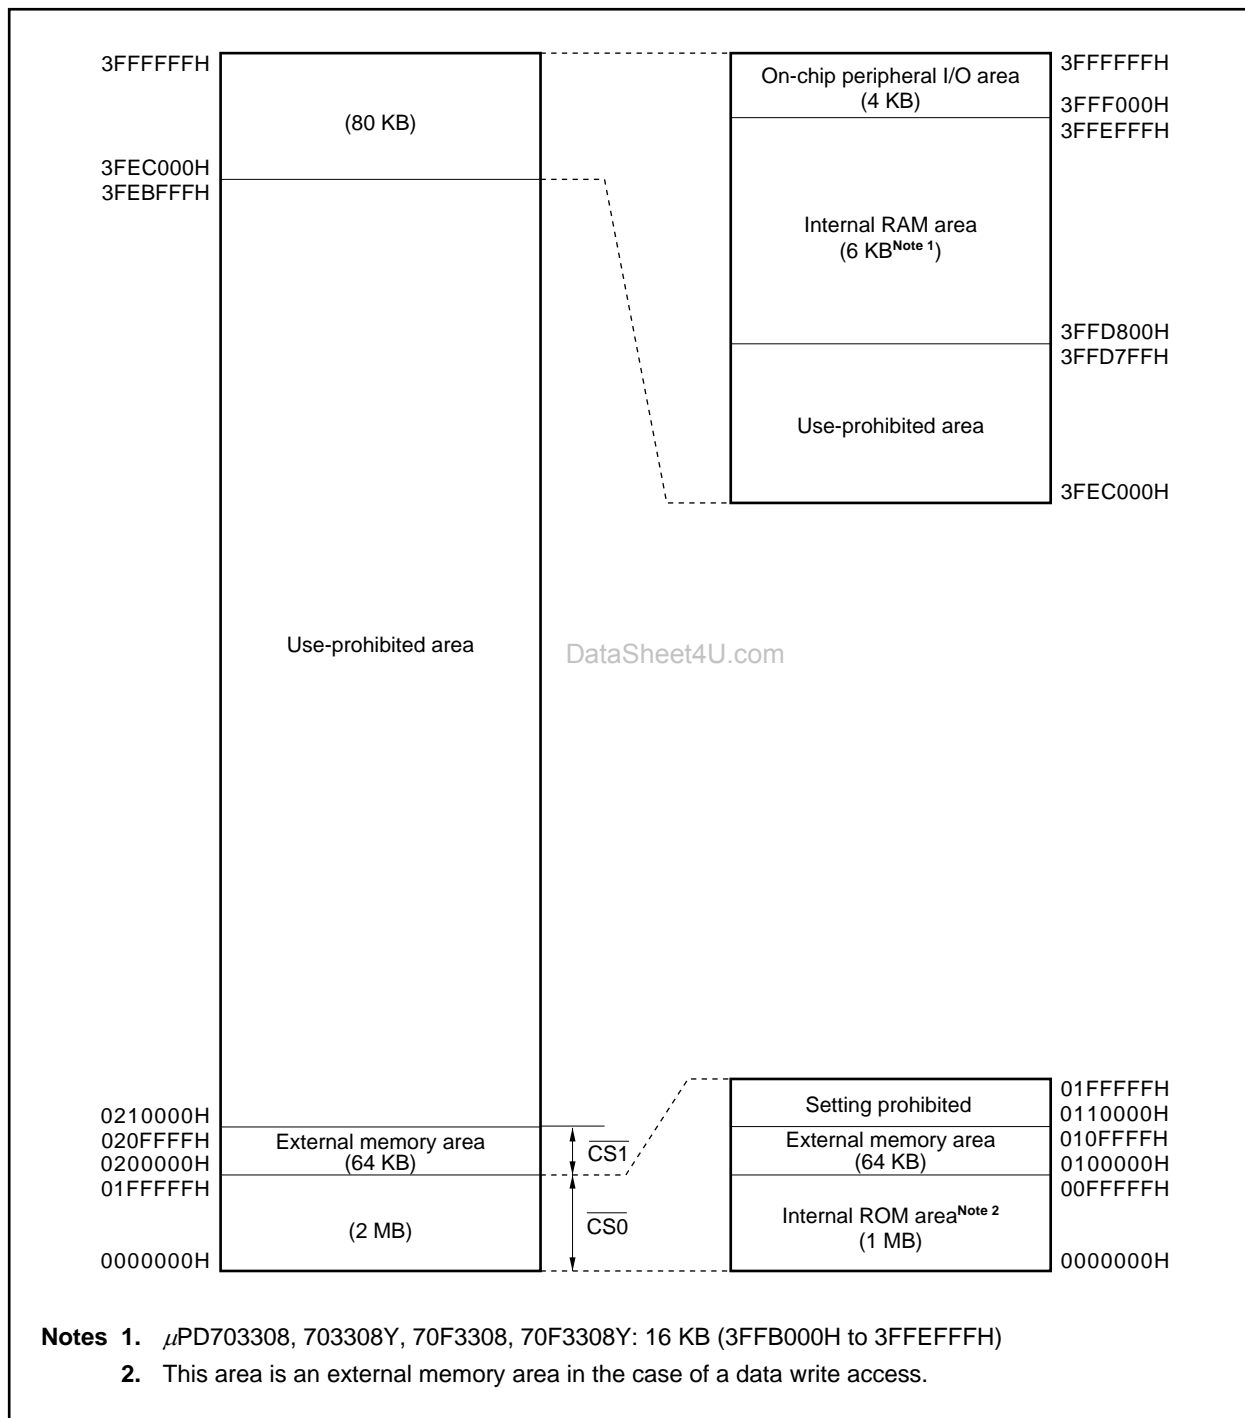 3FFFFFFH
(80 KB)
3FEC000H
3FEBFFFH
Use-prohibited area
0210000H
020FFFFH
0200000H
01FFFFFH
External memory area
(64 KB)
(2 MB)
0000000H
CS1
CS0
On-chip peripheral I/O area
(4 KB)
3FFFFFFH
3FFF000H
3FFEFFFH
Internal RAM area
(6 KBNote 1)
3FFD800H
3FFD7FFH
Use-prohibited area
3FEC000H
DataSheet4U.com
Setting prohibited
01FFFFFH
0110000H
External memory area
(64 KB)
010FFFFH
0100000H
00FFFFFH
Internal ROM areaNote 2
(1 MB)
0000000H
Notes 1. μPD703308, 703308Y, 70F3308, 70F3308Y: 16 KB (3FFB000H to 3FFEFFFH)
2. This area is an external memory area in the case of a data write access.